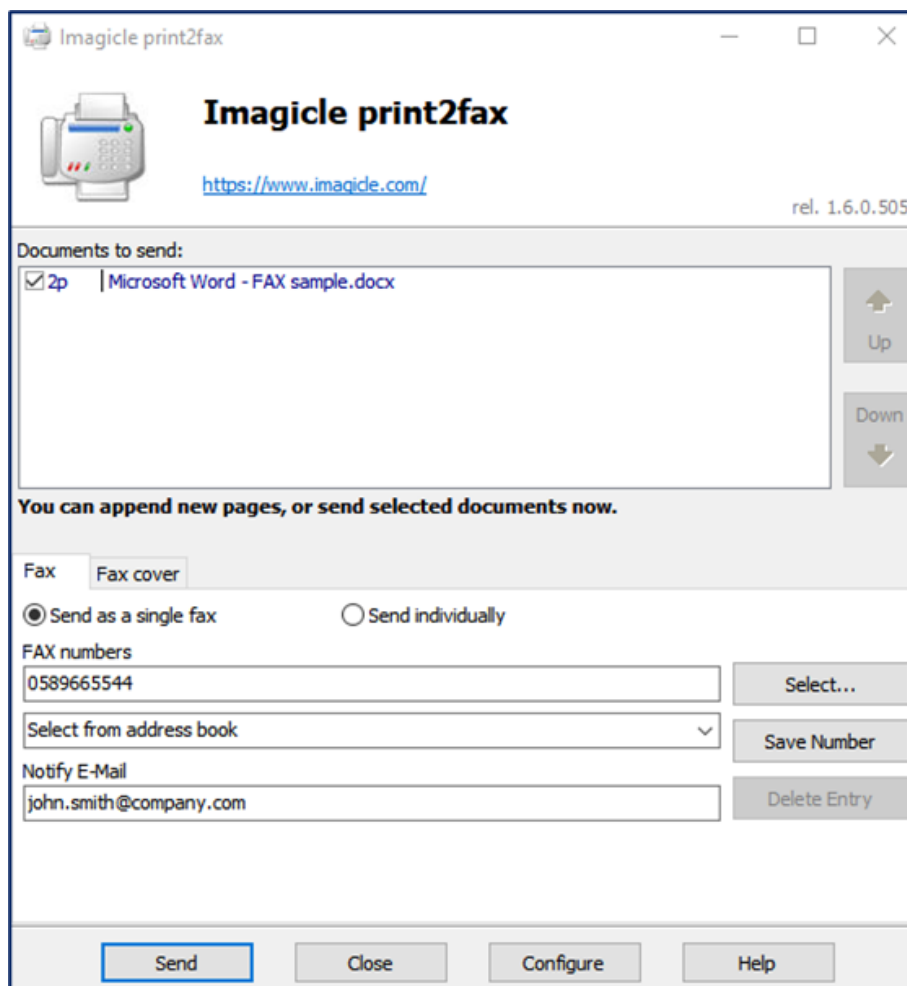 Imagicle print2fax
Imagicle print2fax
https://www.imagicle.com/
rel. 1.6.0.505
Documents to send:
2p Microsoft Word - FAX sample.docx
Up
Down
You can append new pages, or send selected documents now.
Fax Fax cover
Send as a single fax Send individually
FAX numbers
0589665544 Select...
Select from address book Save Number
Notify E-Mail
john.smith@company.com Delete Entry
Send Close Configure Help